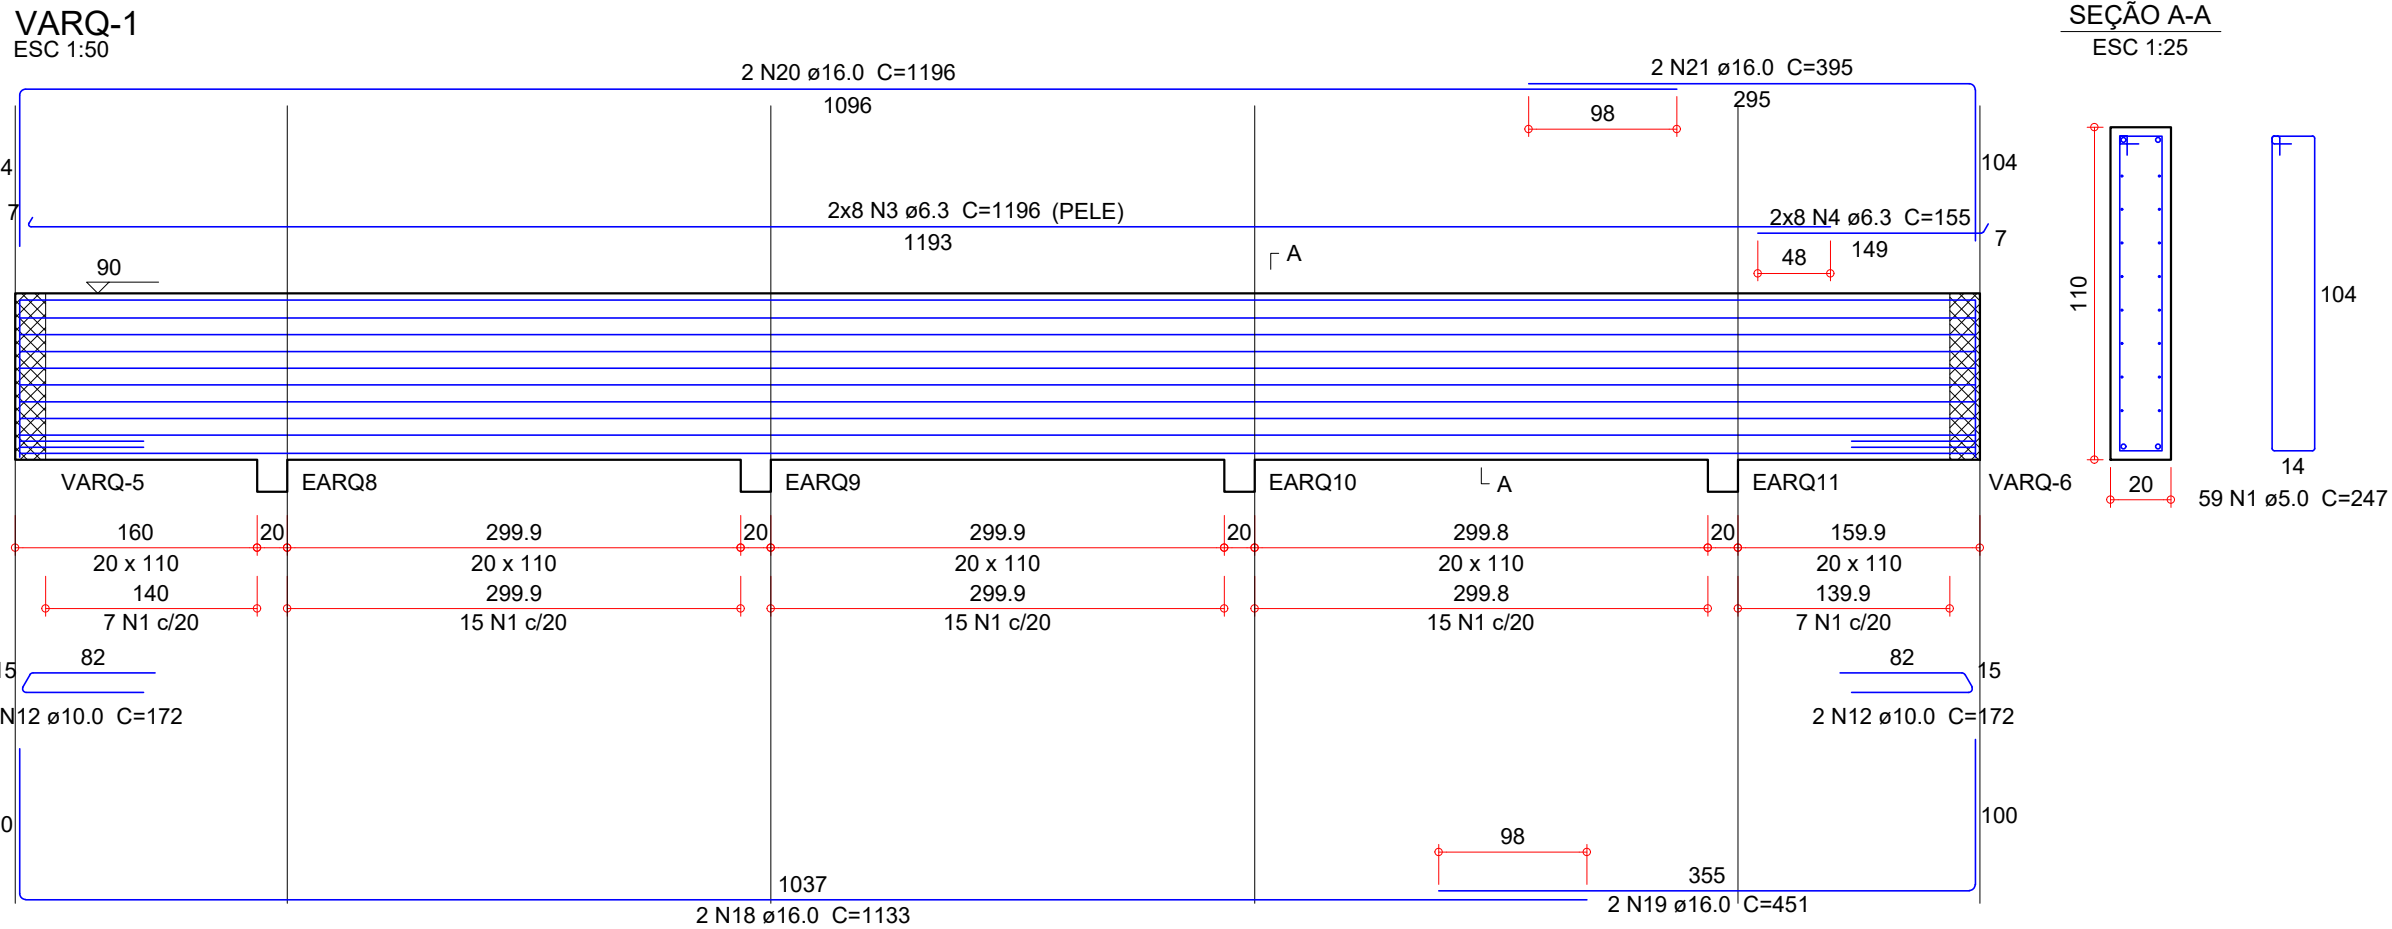 VARQ-1
ESC 1:50
SEÇÃO A-A
ESC 1:25
2 N20 ø16.0 C=1196
1096
2 N21 ø16.0 C=395
295
98
4
104
7
2x8 N3 ø6.3 C=1196 (PELE)
1193
2x8 N4 ø6.3 C=155
149
7
48
A
90
110
104
VARQ-5
EARQ8
EARQ9
EARQ10
A
EARQ11
VARQ-6
20
14
59 N1 ø5.0 C=247
160
20
299.9
20
299.9
20
299.8
20
159.9
20 x 110
20 x 110
20 x 110
20 x 110
20 x 110
140
299.9
299.9
299.8
139.9
7 N1 c/20
15 N1 c/20
15 N1 c/20
15 N1 c/20
7 N1 c/20
15
82
N12 ø10.0 C=172
82
15
2 N12 ø10.0 C=172
0
100
98
1037
2 N18 ø16.0 C=1133
355
2 N19 ø16.0 C=451